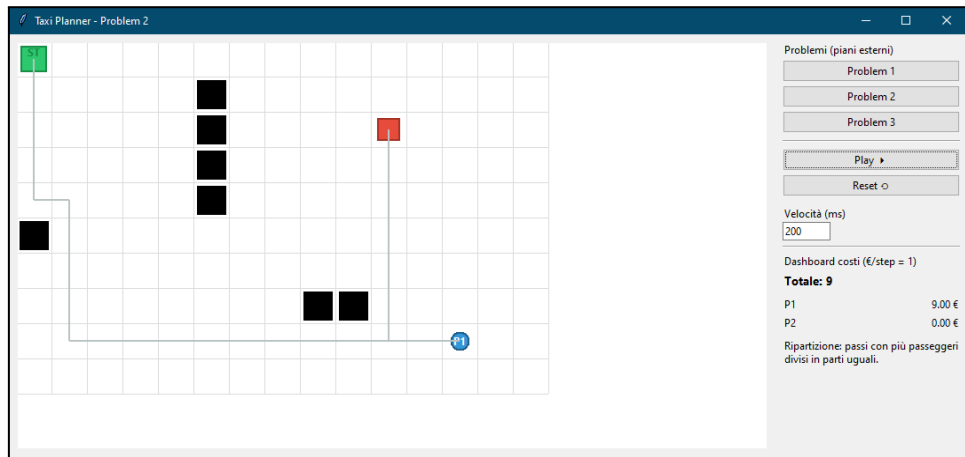 Taxi Planner - Problem 2
ST
P1
Problemi (piani esterni)
Problem 1
Problem 2
Problem 3
Play
Reset
Velocità (ms)
200
Dashboard costi (€/step = 1)
Totale: 9
P1 9.00 €
P2 0.00 €
Ripartizione: passi con più passeggeri
divisi in parti uguali.